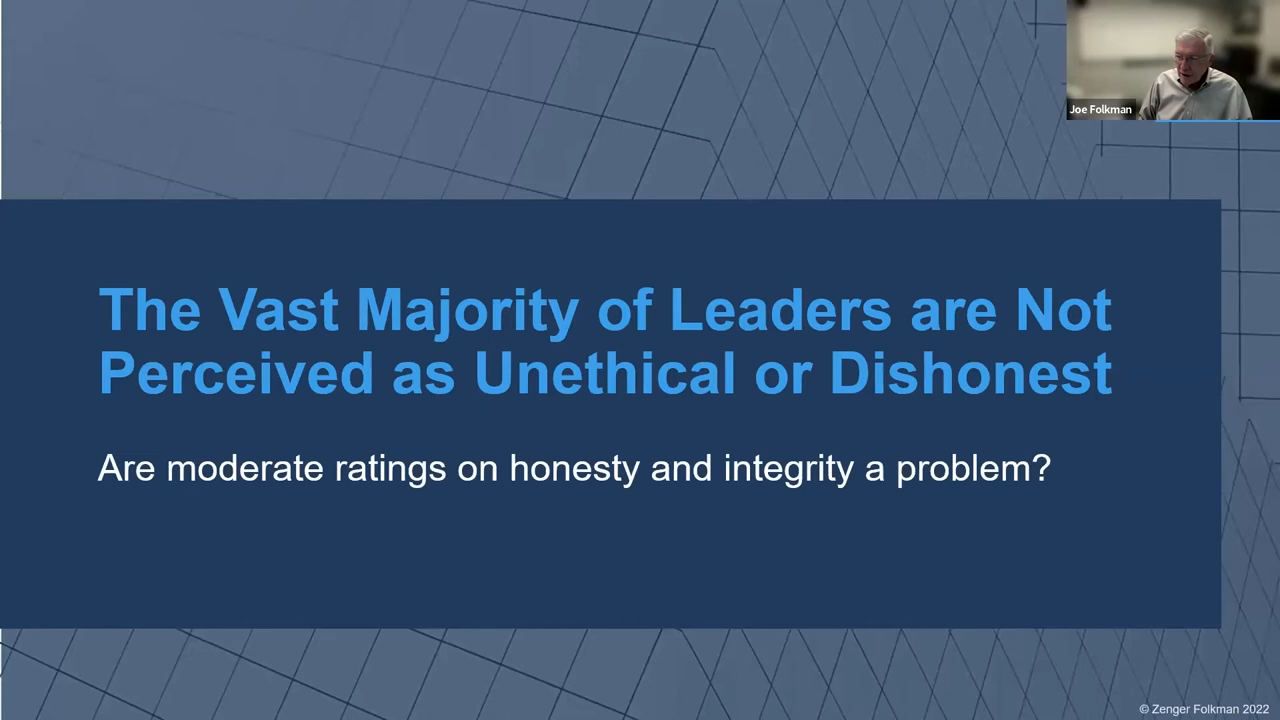 Joe Folkman
The Vast Majority of Leaders are Not
Perceived as Unethical or Dishonest
Are moderate ratings on honesty and integrity a problem?
© Zenger Folkman 2022